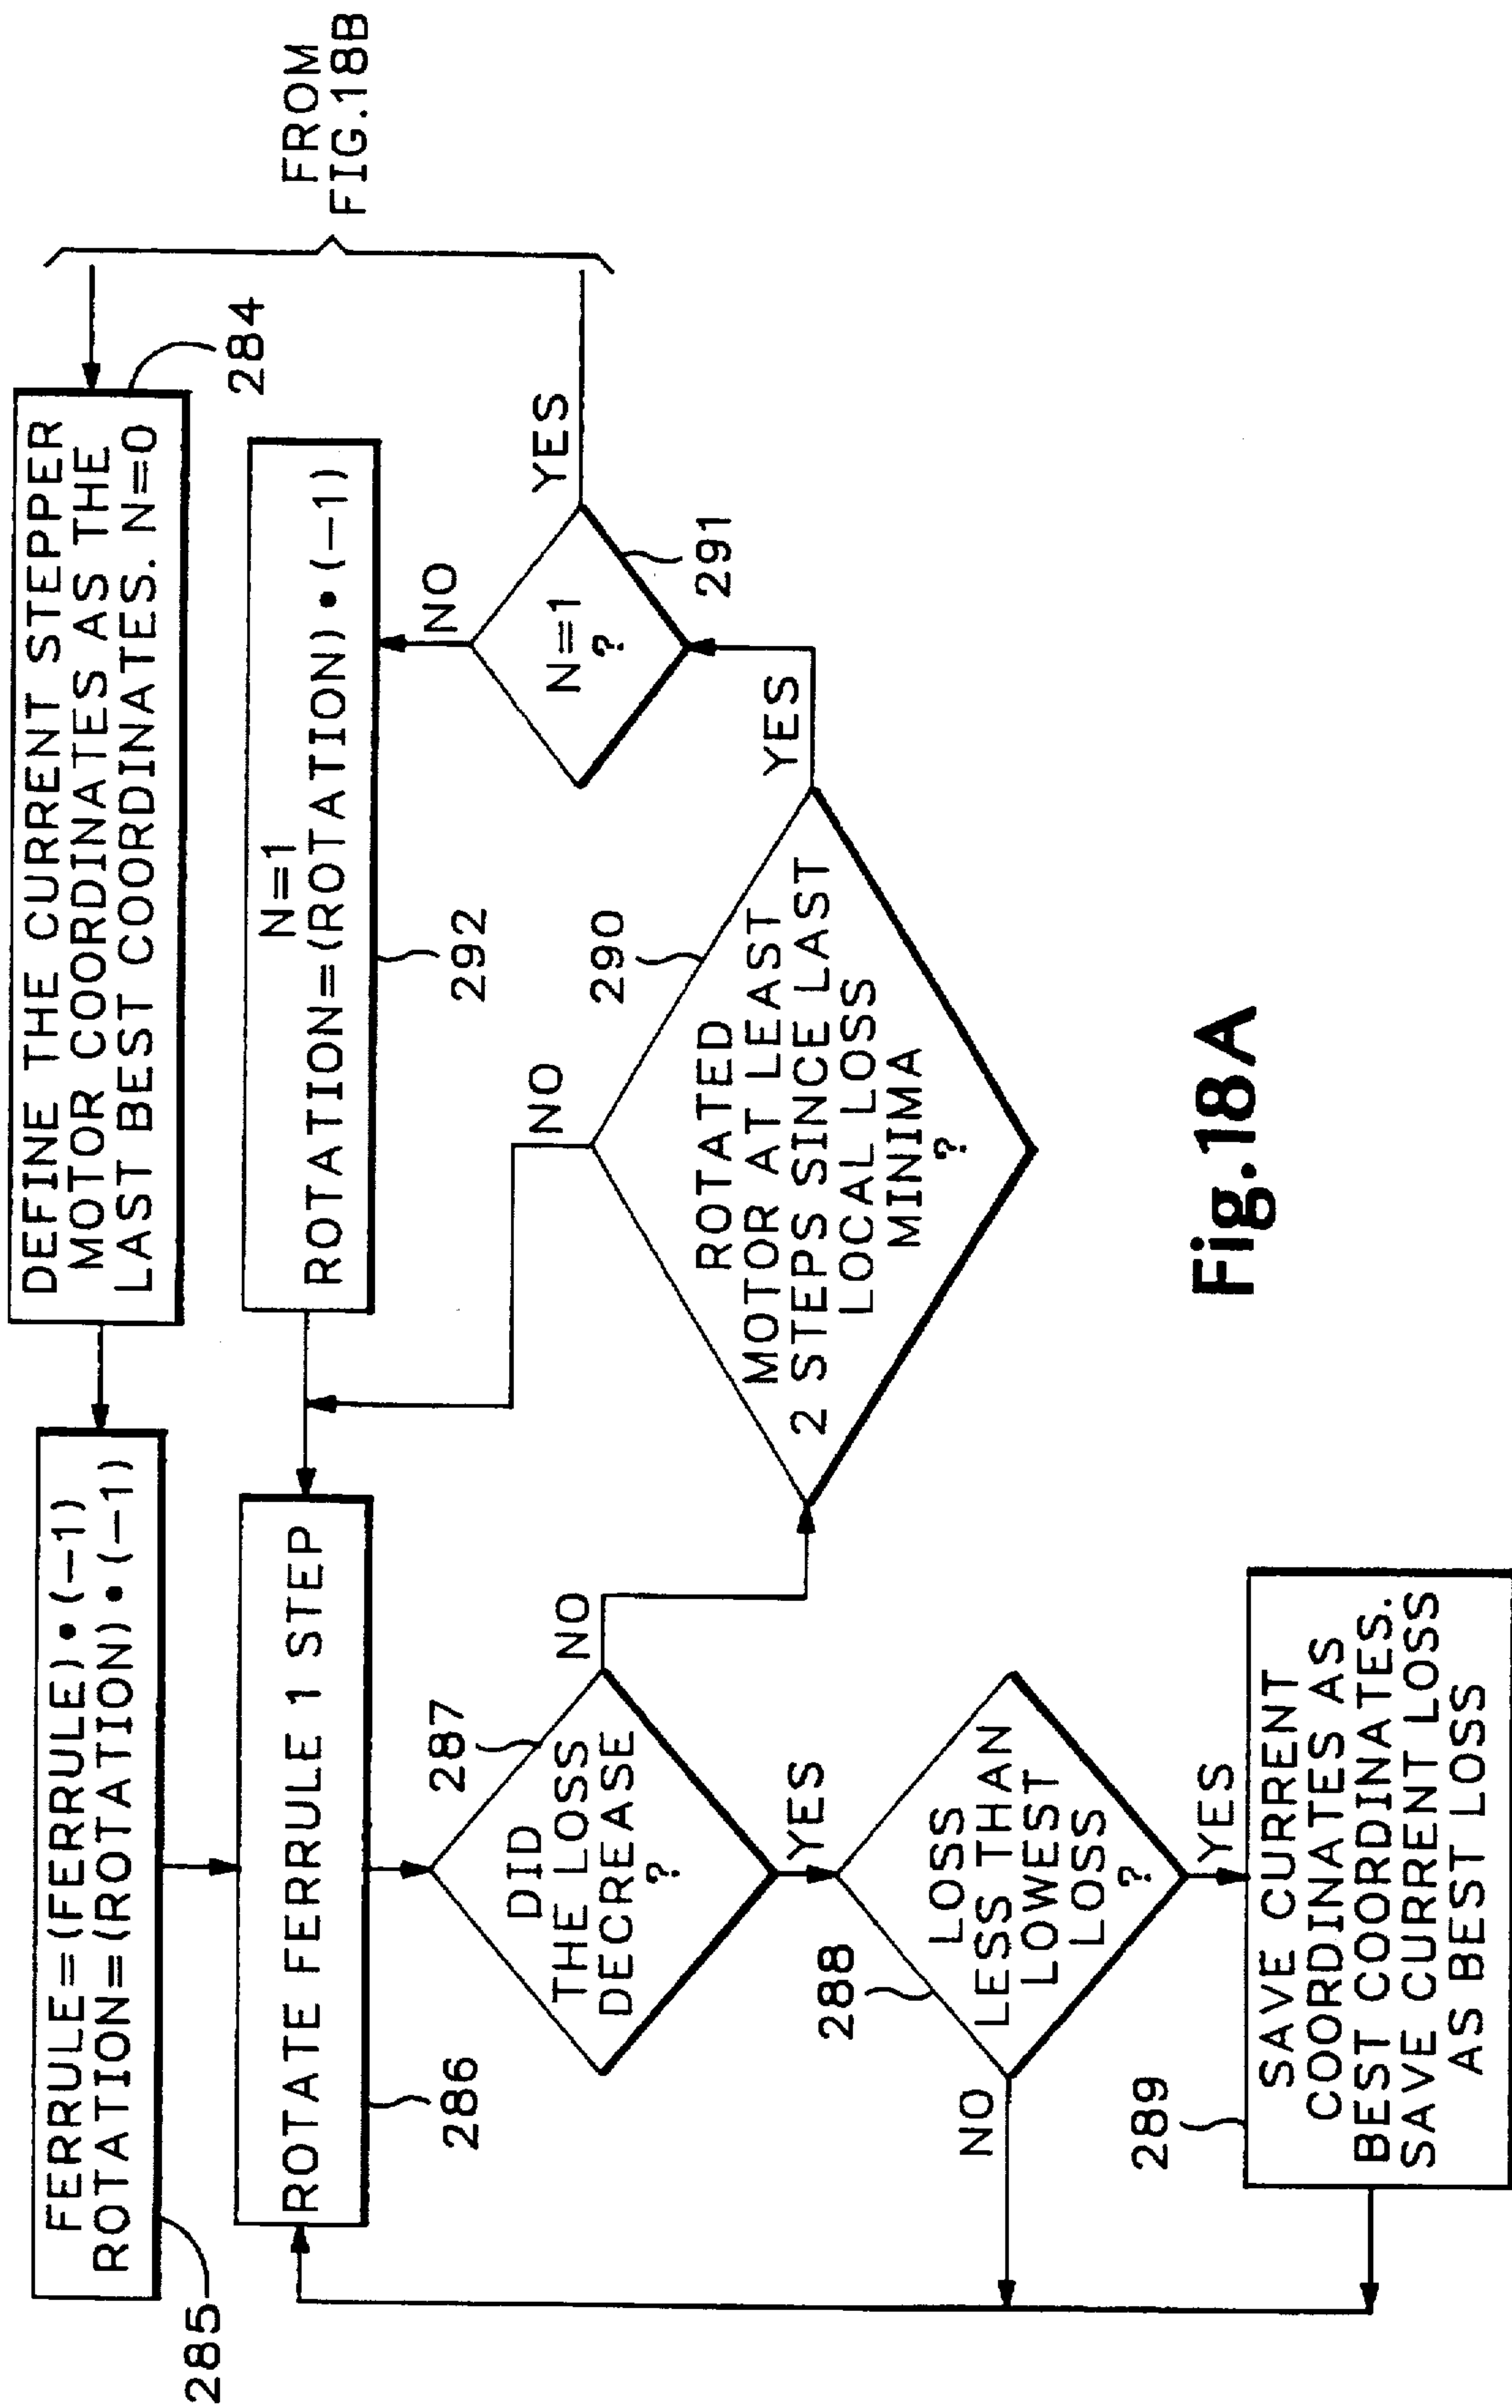 FERRULE=(FERRULE)•(−1)
ROTATION=(ROTATION)•(−1)
285
DEFINE THE CURRENT STEPPER
MOTOR COORDINATES AS THE
LAST BEST COORDINATES. N=0
284
FROM
FIG.18B
ROTATE FERRULE 1 STEP
286
N=1
ROTATION=(ROTATION)•(−1)
292
DID
THE LOSS
DECREASE
?
287
NO
YES
NO
N=1
?
291
NO
YES
ROTATED
MOTOR AT LEAST
2 STEPS SINCE LAST
LOCAL LOSS
MINIMA
?
290
YES
LOSS
LESS THAN
LOWEST
LOSS
?
288
NO
YES
SAVE CURRENT
COORDINATES AS
BEST COORDINATES.
SAVE CURRENT LOSS
AS BEST LOSS
289
Fig.18A